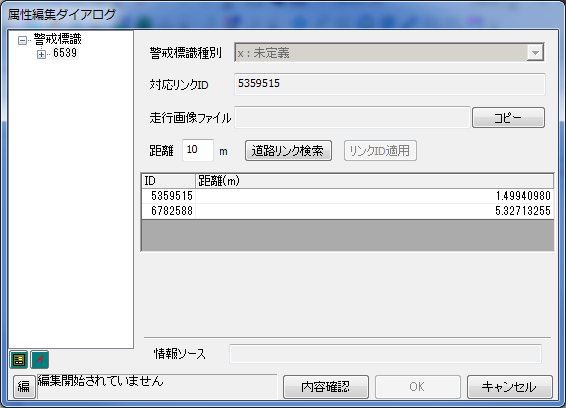 属性編集ダイアログ
警戒標識
6539
警戒標識種別 x：未定義
対応リンクID 5359515
走行画像ファイル コピー
距離 10 m 道路リンク検索 リンクID適用
ID 距離(m)
5359515 1.49940980
6782588 5.32713255
情報ソース
編 編集開始されていません 内容確認 OK キャンセル